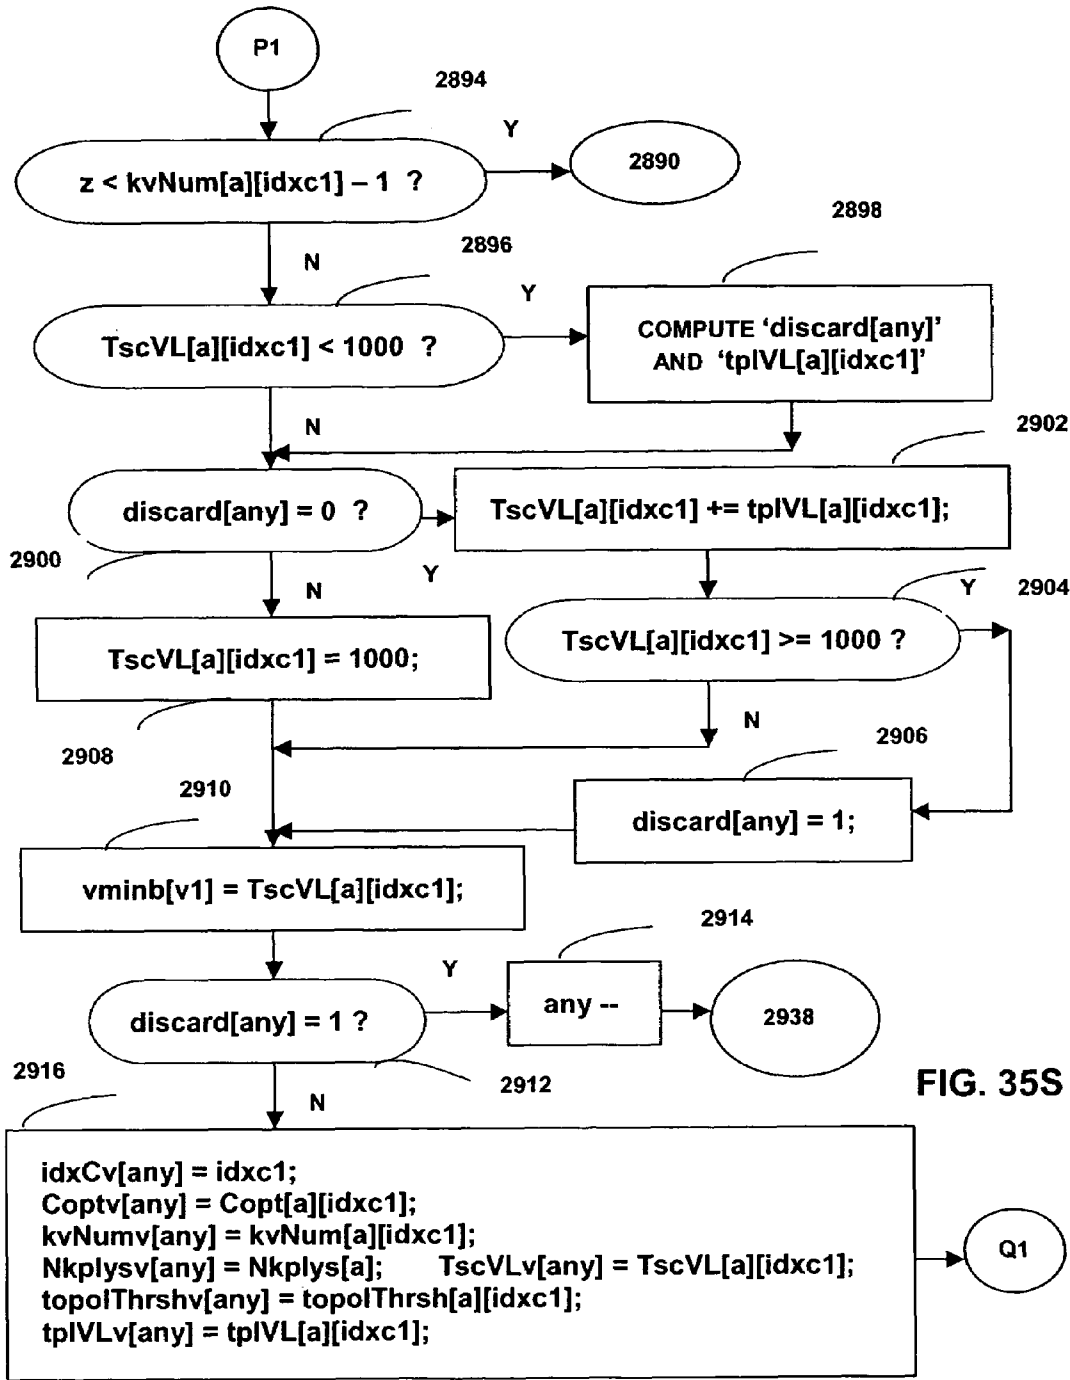 P1
2894
Y
z < kvNum[a][idxc1] – 1 ?
2890
2896
N
2898
Y
TscVL[a][idxc1] < 1000 ?
COMPUTE ‘discard[any]’
AND ‘tplVL[a][idxc1]’
N
2902
discard[any] = 0 ?
TscVL[a][idxc1] += tplVL[a][idxc1];
2900
Y
N
Y
2904
TscVL[a][idxc1] = 1000;
TscVL[a][idxc1] >= 1000 ?
N
2908
2906
2910
discard[any] = 1;
vminb[v1] = TscVL[a][idxc1];
2914
Y
discard[any] = 1 ?
any --
2938
2916
2912
FIG. 35S
N
idxCv[any] = idxc1;
Coptv[any] = Copt[a][idxc1];
kvNumv[any] = kvNum[a][idxc1];
Nkplysv[any] = Nkplys[a]; TscVLv[any] = TscVL[a][idxc1];
topolThrshv[any] = topolThrsh[a][idxc1];
tplVLv[any] = tplVL[a][idxc1];
Q1